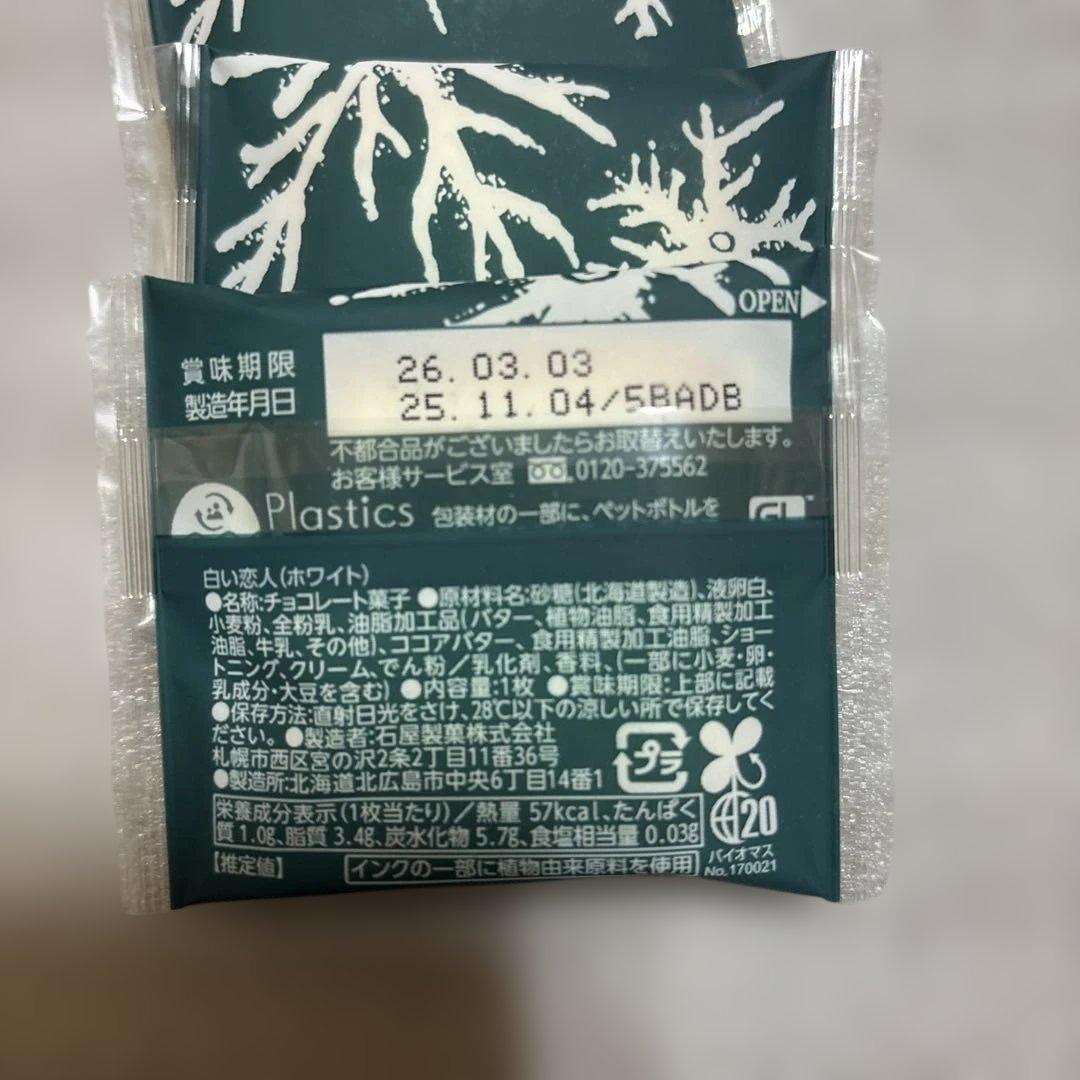 OPEN
賞味期限 26.03.03
製造年月日 25.11.04/5BADB
不都合品がございましたらお取替えいたします。
お客様サービス室 0120-375562
Plastics 包装材の一部に、ペットボトルを
白い恋人(ホワイト)
●名称:チョコレート菓子 ●原材料名:砂糖(北海道製造)、液卵白、
小麦粉、全粉乳、油脂加工品(バター、植物油脂、食用精製加工
油脂、牛乳、その他)、ココアバター、食用精製加工油脂、ショー
トニング、クリーム、でん粉/乳化剤、香料、(一部に小麦・卵・
乳成分・大豆を含む) ●内容量:1枚 ●賞味期限:上部に記載
●保存方法:直射日光をさけ、28℃以下の涼しい所で保存してく
ださい。 ●製造者:石屋製菓株式会社
札幌市西区宮の沢2条2丁目11番36号
●製造所:北海道北広島市中央6丁目14番1
プラ
栄養成分表示(1枚当たり)/熱量 57kcal、たんぱく
質 1.0g、脂質 3.4g、炭水化物 5.7g、食塩相当量 0.03g
【推定値】 インクの一部に植物由来原料を使用
20
バイオマス
No.170021